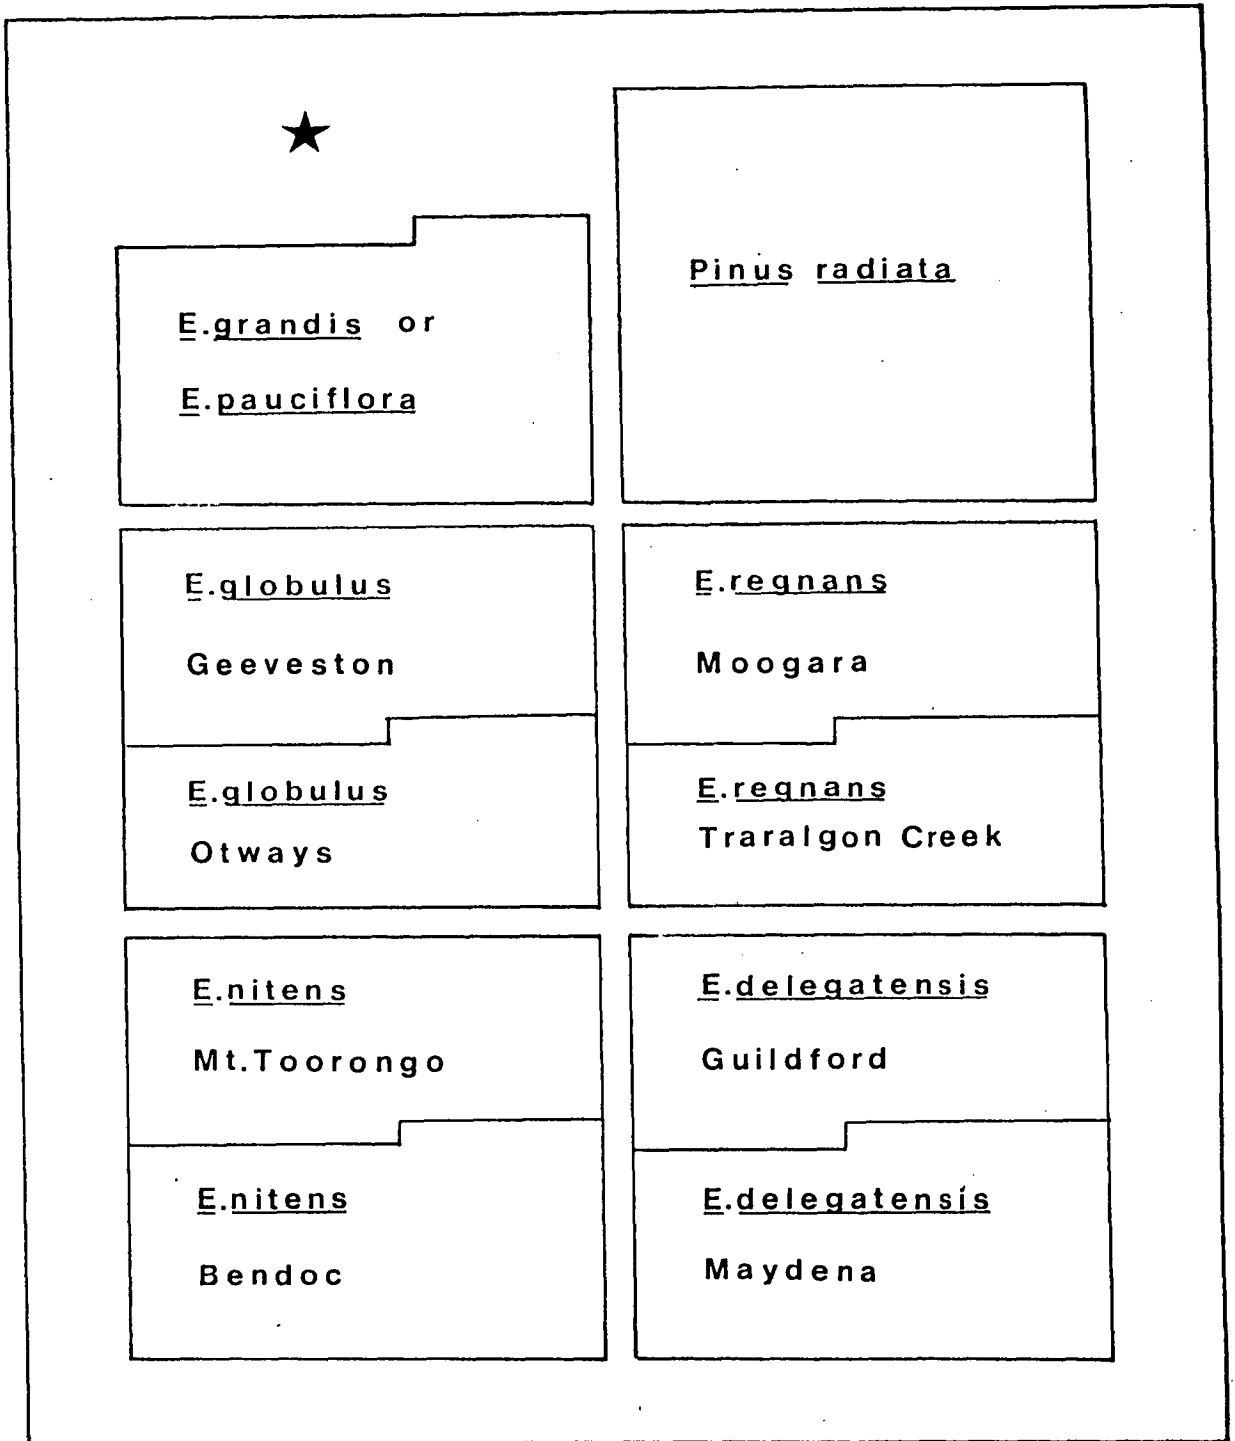 E.grandis or
E.pauciflora
Pinus radiata
E.globulus
Geeveston
E.globulus
Otways
E.regnans
Moogara
E.regnans
Traralgon Creek
E.nitens
Mt.Toorongo
E.nitens
Bendoc
E.delegatensis
Guildford
E.delegatensis
Maydena